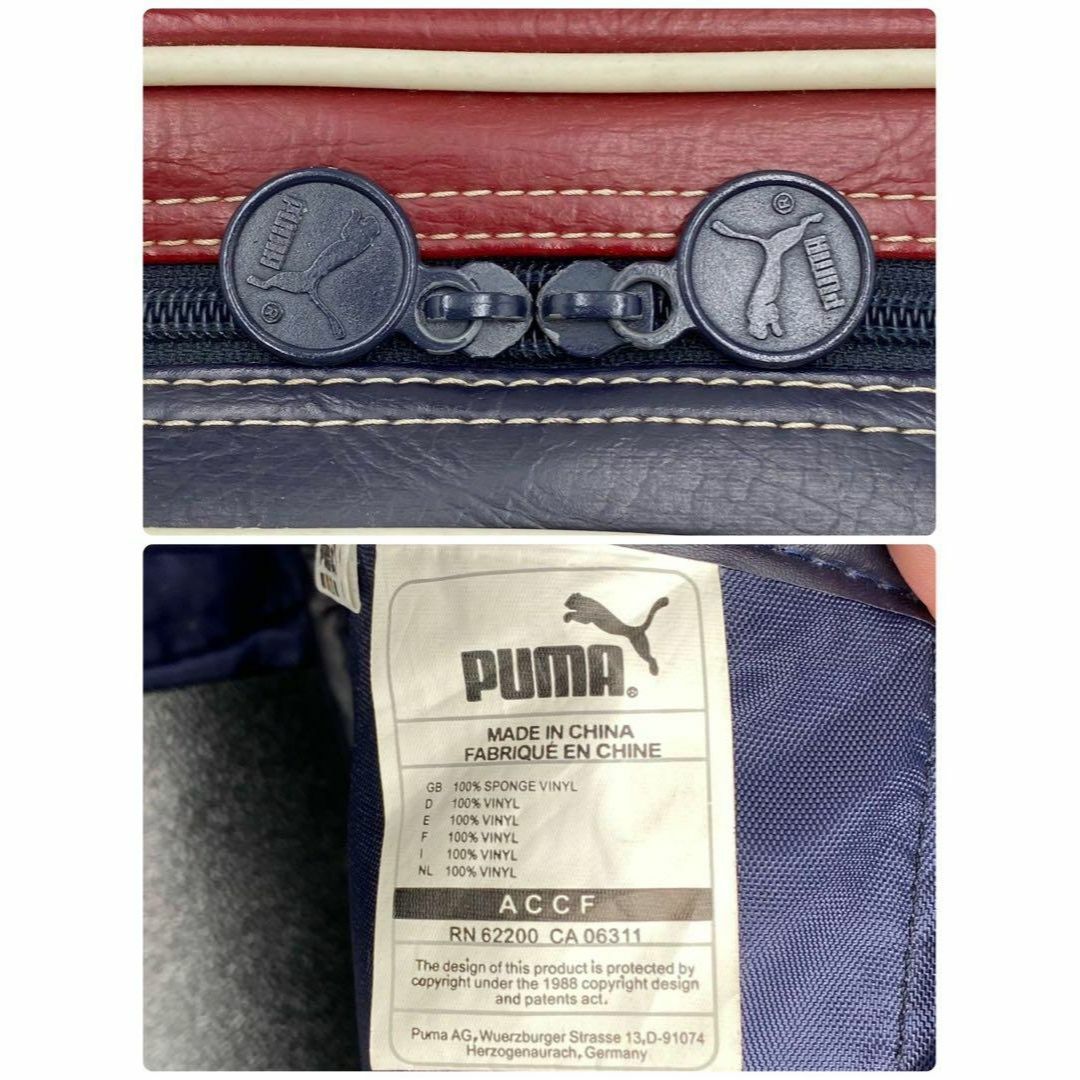 PUMA
®
PUMA
®
PUMA®
MADE IN CHINA
FABRIQUÉ EN CHINE
GB 100% SPONGE VINYL
D 100% VINYL
E 100% VINYL
F 100% VINYL
I 100% VINYL
NL 100% VINYL
ACCF
RN 62200 CA 06311
The design of this product is protected by
copyright under the 1988 copyright design
and patents act.
Puma AG, Wuerzburger Strasse 13, D-91074
Herzogenaurach, Germany